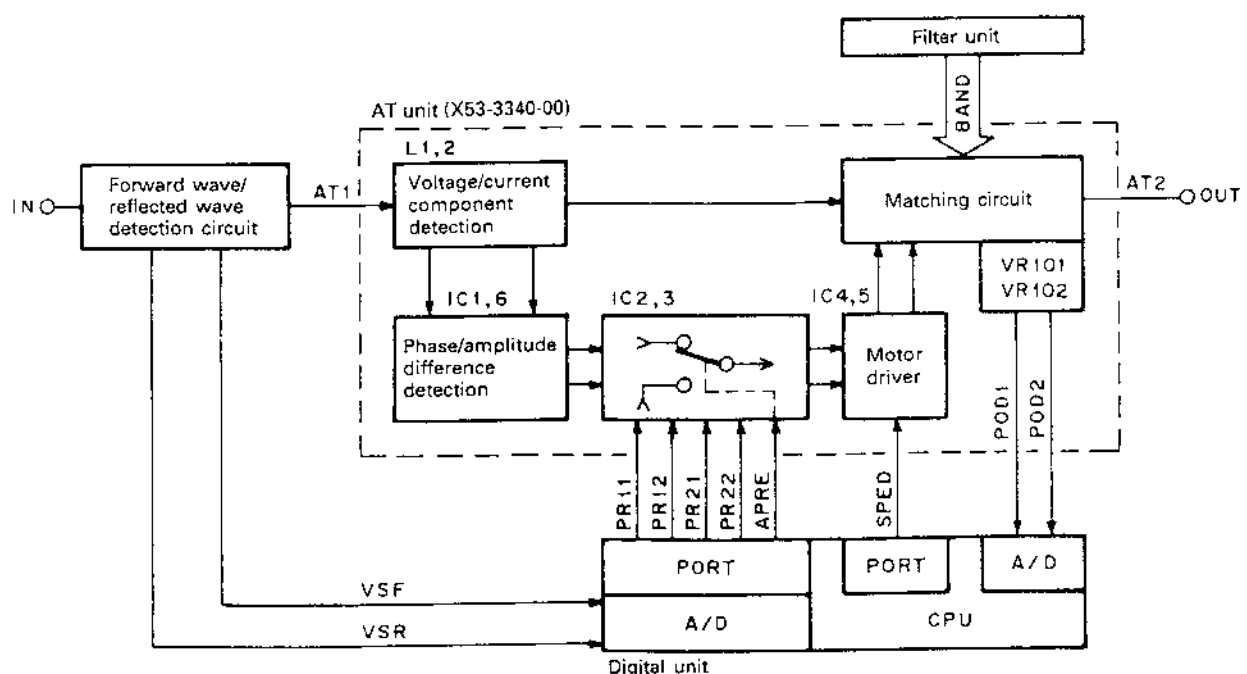 Filter unit
BAND
AT unit (X53-3340-00)
L1,2
IN
Forward wave/
reflected wave
detection circuit
AT1
Voltage/current
component
detection
Matching circuit
AT2
OUT
VR101
VR102
IC1,6
IC2,3
IC4,5
Phase/amplitude
difference
detection
Motor
driver
POD1
POD2
PR11
PR12
PR21
PR22
APRE
SPED
PORT
PORT
A/D
VSF
VSR
A/D
CPU
Digital unit